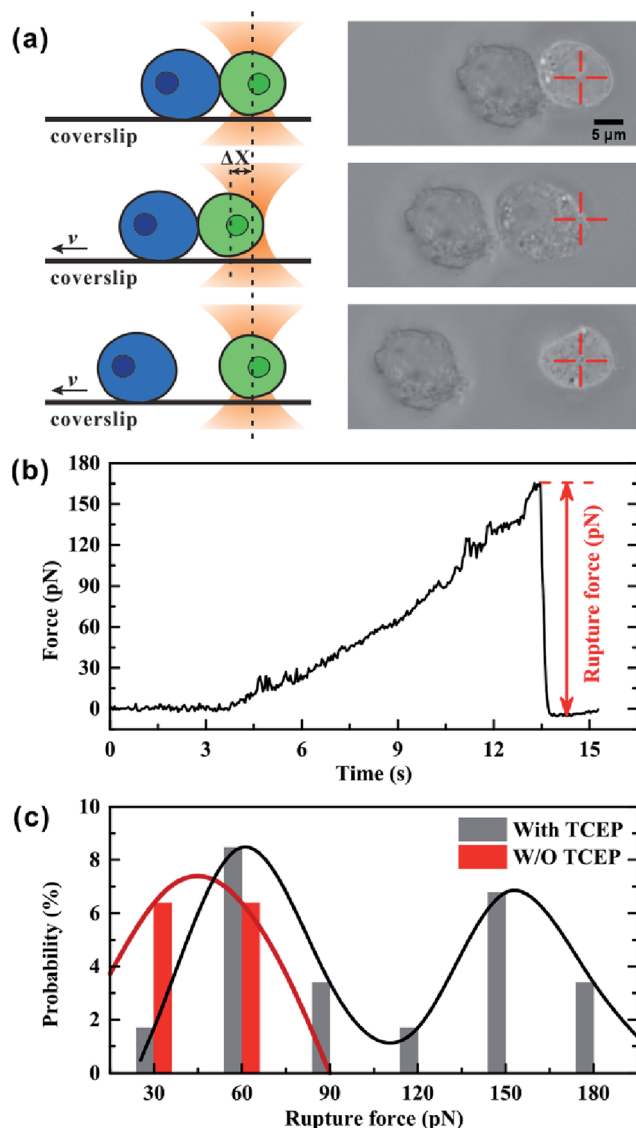 (a)
coverslip
5 μm
ΔX
v
coverslip
v
coverslip
(b)
180
150
120
90
60
30
0
Force (pN)
Rupture force (pN)
0 3 6 9 12 15
Time (s)
(c)
10
8
6
4
2
0
Probability (%)
With TCEP
W/O TCEP
30 60 90 120 150 180
Rupture force (pN)